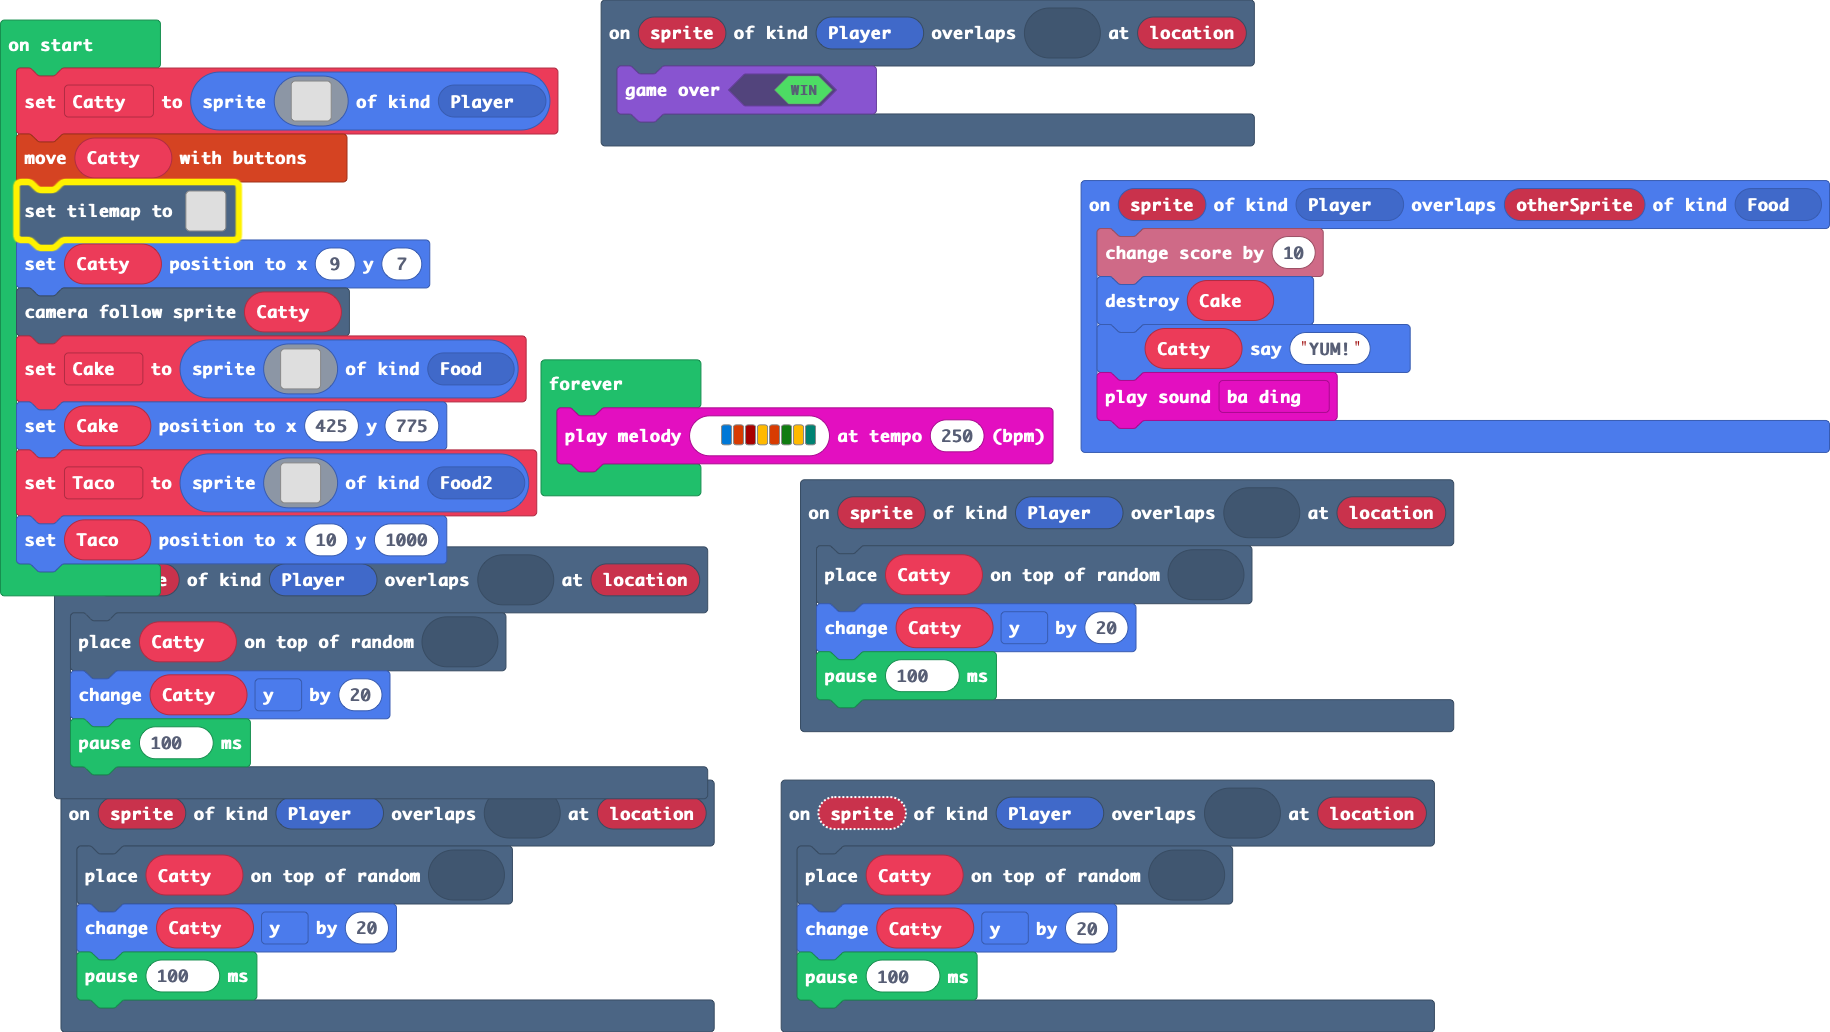 on start
set Catty to sprite of kind Player
move Catty with buttons
set tilemap to
set Catty position to x 9 y 7
camera follow sprite Catty
set Cake to sprite of kind Food
set Cake position to x 425 y 775
set Taco to sprite of kind Food2
set Taco position to x 10 y 1000
on sprite of kind Player overlaps at location
game over WIN
on sprite of kind Player overlaps otherSprite of kind Food
change score by 10
destroy Cake
Catty say "YUM!"
play sound ba ding
forever
play melody at tempo 250 (bpm)
on sprite of kind Player overlaps at location
place Catty on top of random
change Catty y by 20
pause 100 ms
of kind Player overlaps at location
place Catty on top of random
change Catty y by 20
pause 100 ms
on sprite of kind Player overlaps at location
place Catty on top of random
change Catty y by 20
pause 100 ms
on sprite of kind Player overlaps at location
place Catty on top of random
change Catty y by 20
pause 100 ms